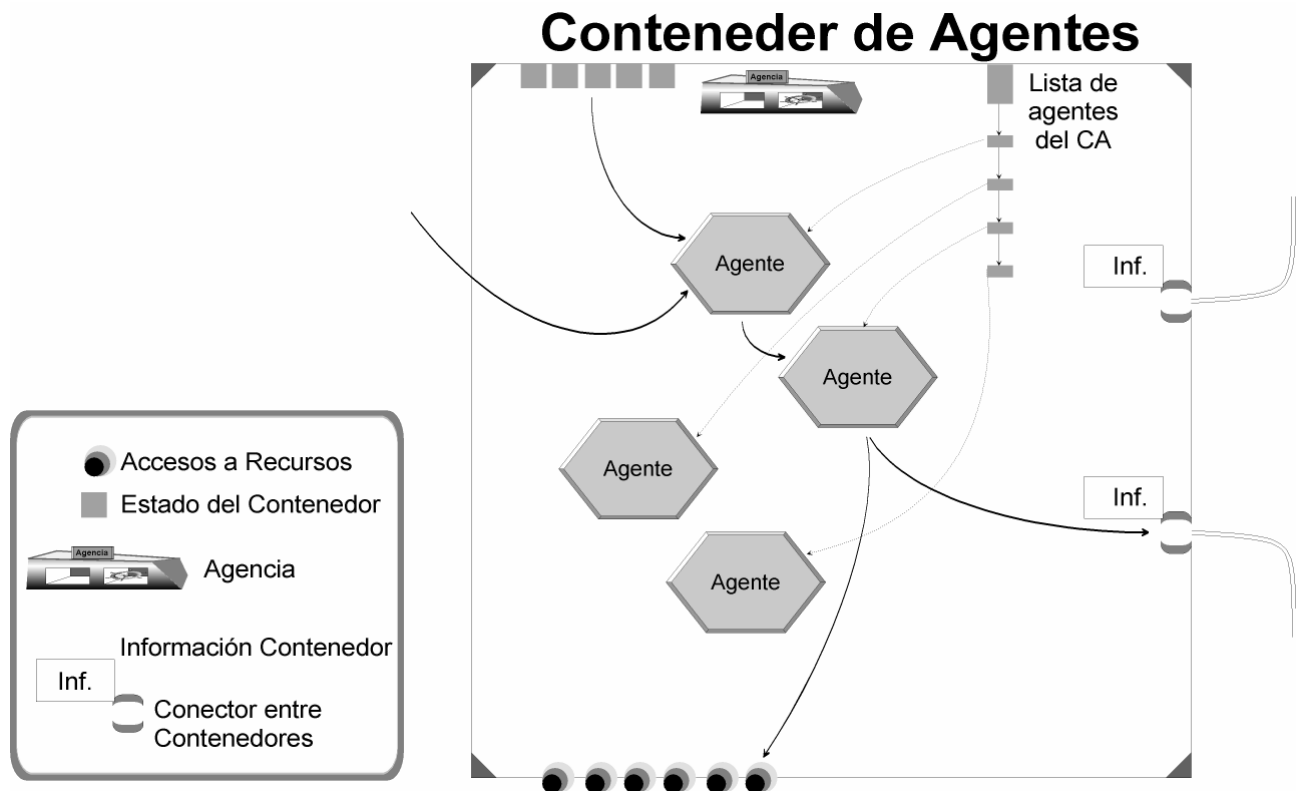 Conteneder de Agentes
Agencia
Lista de
agentes
del CA
Agente
Inf.
Agente
Agente
Inf.
Agente
Accesos a Recursos
Estado del Contenedor
Agencia
Agencia
Información Contenedor
Inf.
Conector entre
Contenedores